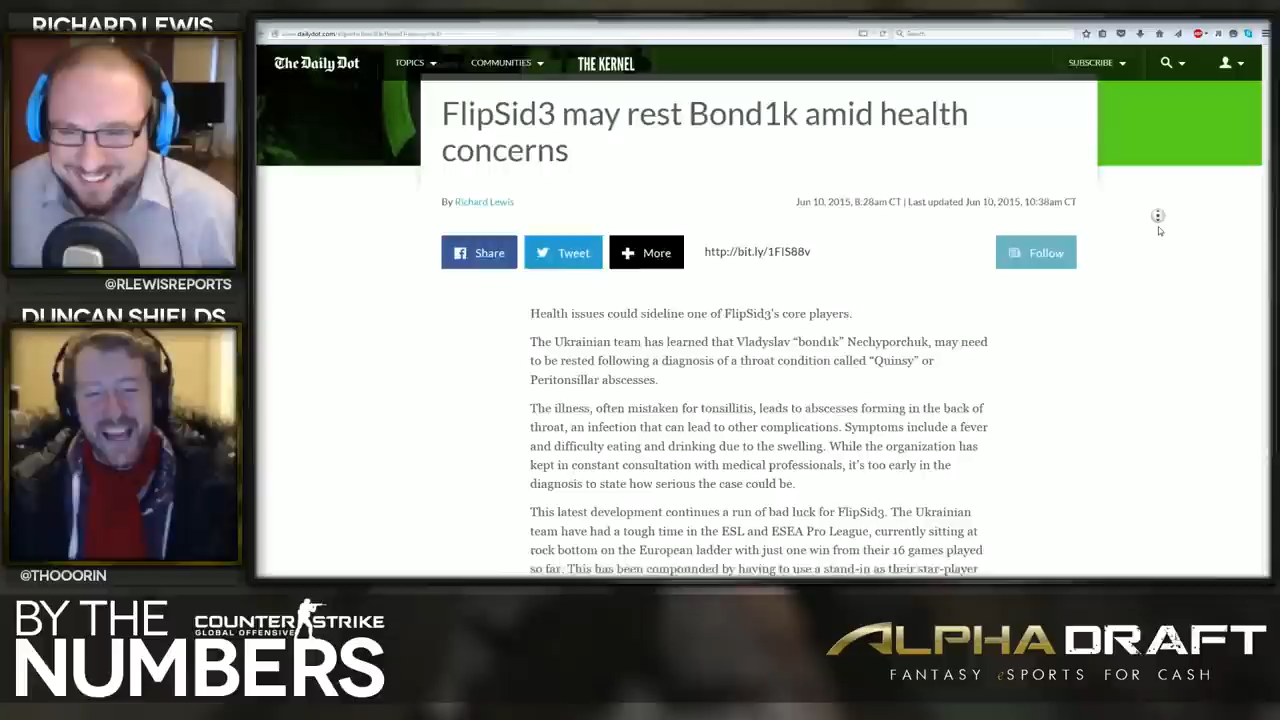 RICHARD LEWIS
@RLEWISREPORTS
DUNCAN SHIELDS
@THOOORIN
The Daily Dot
TOPICS
COMMUNITIES
THE KERNEL
SUBSCRIBE
Search
FlipSid3 may rest Bond1k amid health
concerns
By Richard Lewis
Jun 10, 2015, 8:28am CT | Last updated Jun 10, 2015, 10:38am CT
Share
Tweet
More
http://bit.ly/1FIS88v
Follow
Health issues could sideline one of FlipSid3's core players.
The Ukrainian team has learned that Vladyslav “bond1k” Nechyporchuk, may need
to be rested following a diagnosis of a throat condition called “Quinsy” or
Peritonsillar abscesses.
The illness, often mistaken for tonsillitis, leads to abscesses forming in the back of
throat, an infection that can lead to other complications. Symptoms include a fever
and difficulty eating and drinking due to the swelling. While the organization has
kept in constant consultation with medical professionals, it's too early in the
diagnosis to state how serious the case could be.
This latest development continues a run of bad luck for FlipSid3. The Ukrainian
team have had a tough time in the ESL and ESEA Pro League, currently sitting at
rock bottom on the European ladder with just one win from their 16 games played
so far. This has been compounded by having to use a stand-in as their star-player
BY THE
NUMBERS
COUNTER STRIKE
GLOBAL OFFENSIVE
ALPHADRAFT
FANTASY eSPORTS FOR CASH